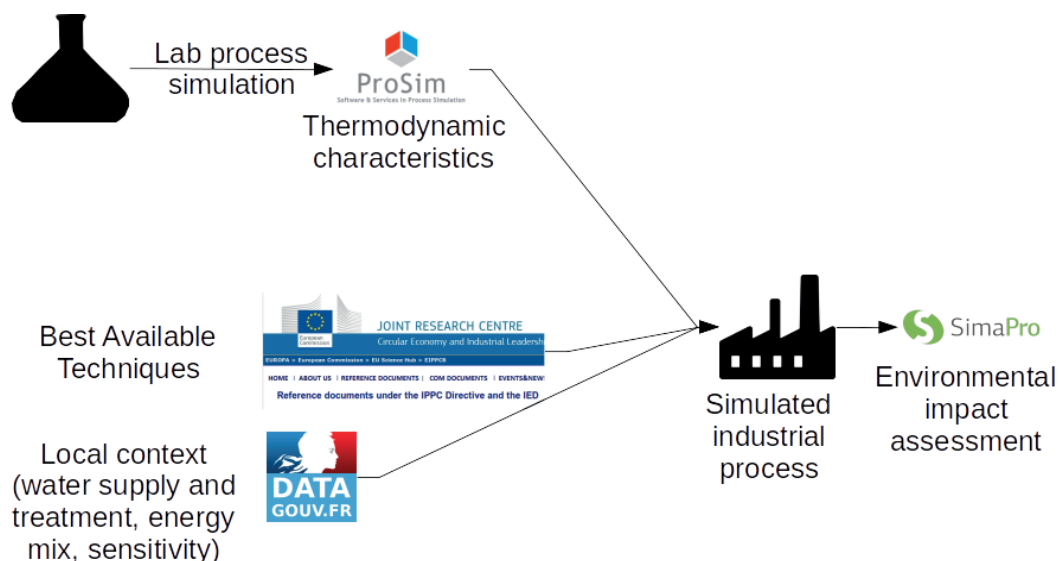 Lab process
simulation
ProSim
Software & Services In Process Simulation
Thermodynamic
characteristics
Best Available
Techniques
European
Commission
JOINT RESEARCH CENTRE
Circular Economy and Industrial Leadersh
EUROPA > European Commission > EU Science Hub > EIPPCB
HOME | ABOUT US | REFERENCE DOCUMENTS | COM DOCUMENTS | EVENTS&NEW
Reference documents under the IPPC Directive and the IED
Local context
(water supply and
treatment, energy
mix, sensitivity)
DATA
GOUV.FR
Simulated
industrial
process
SimaPro
Environmental
impact
assessment